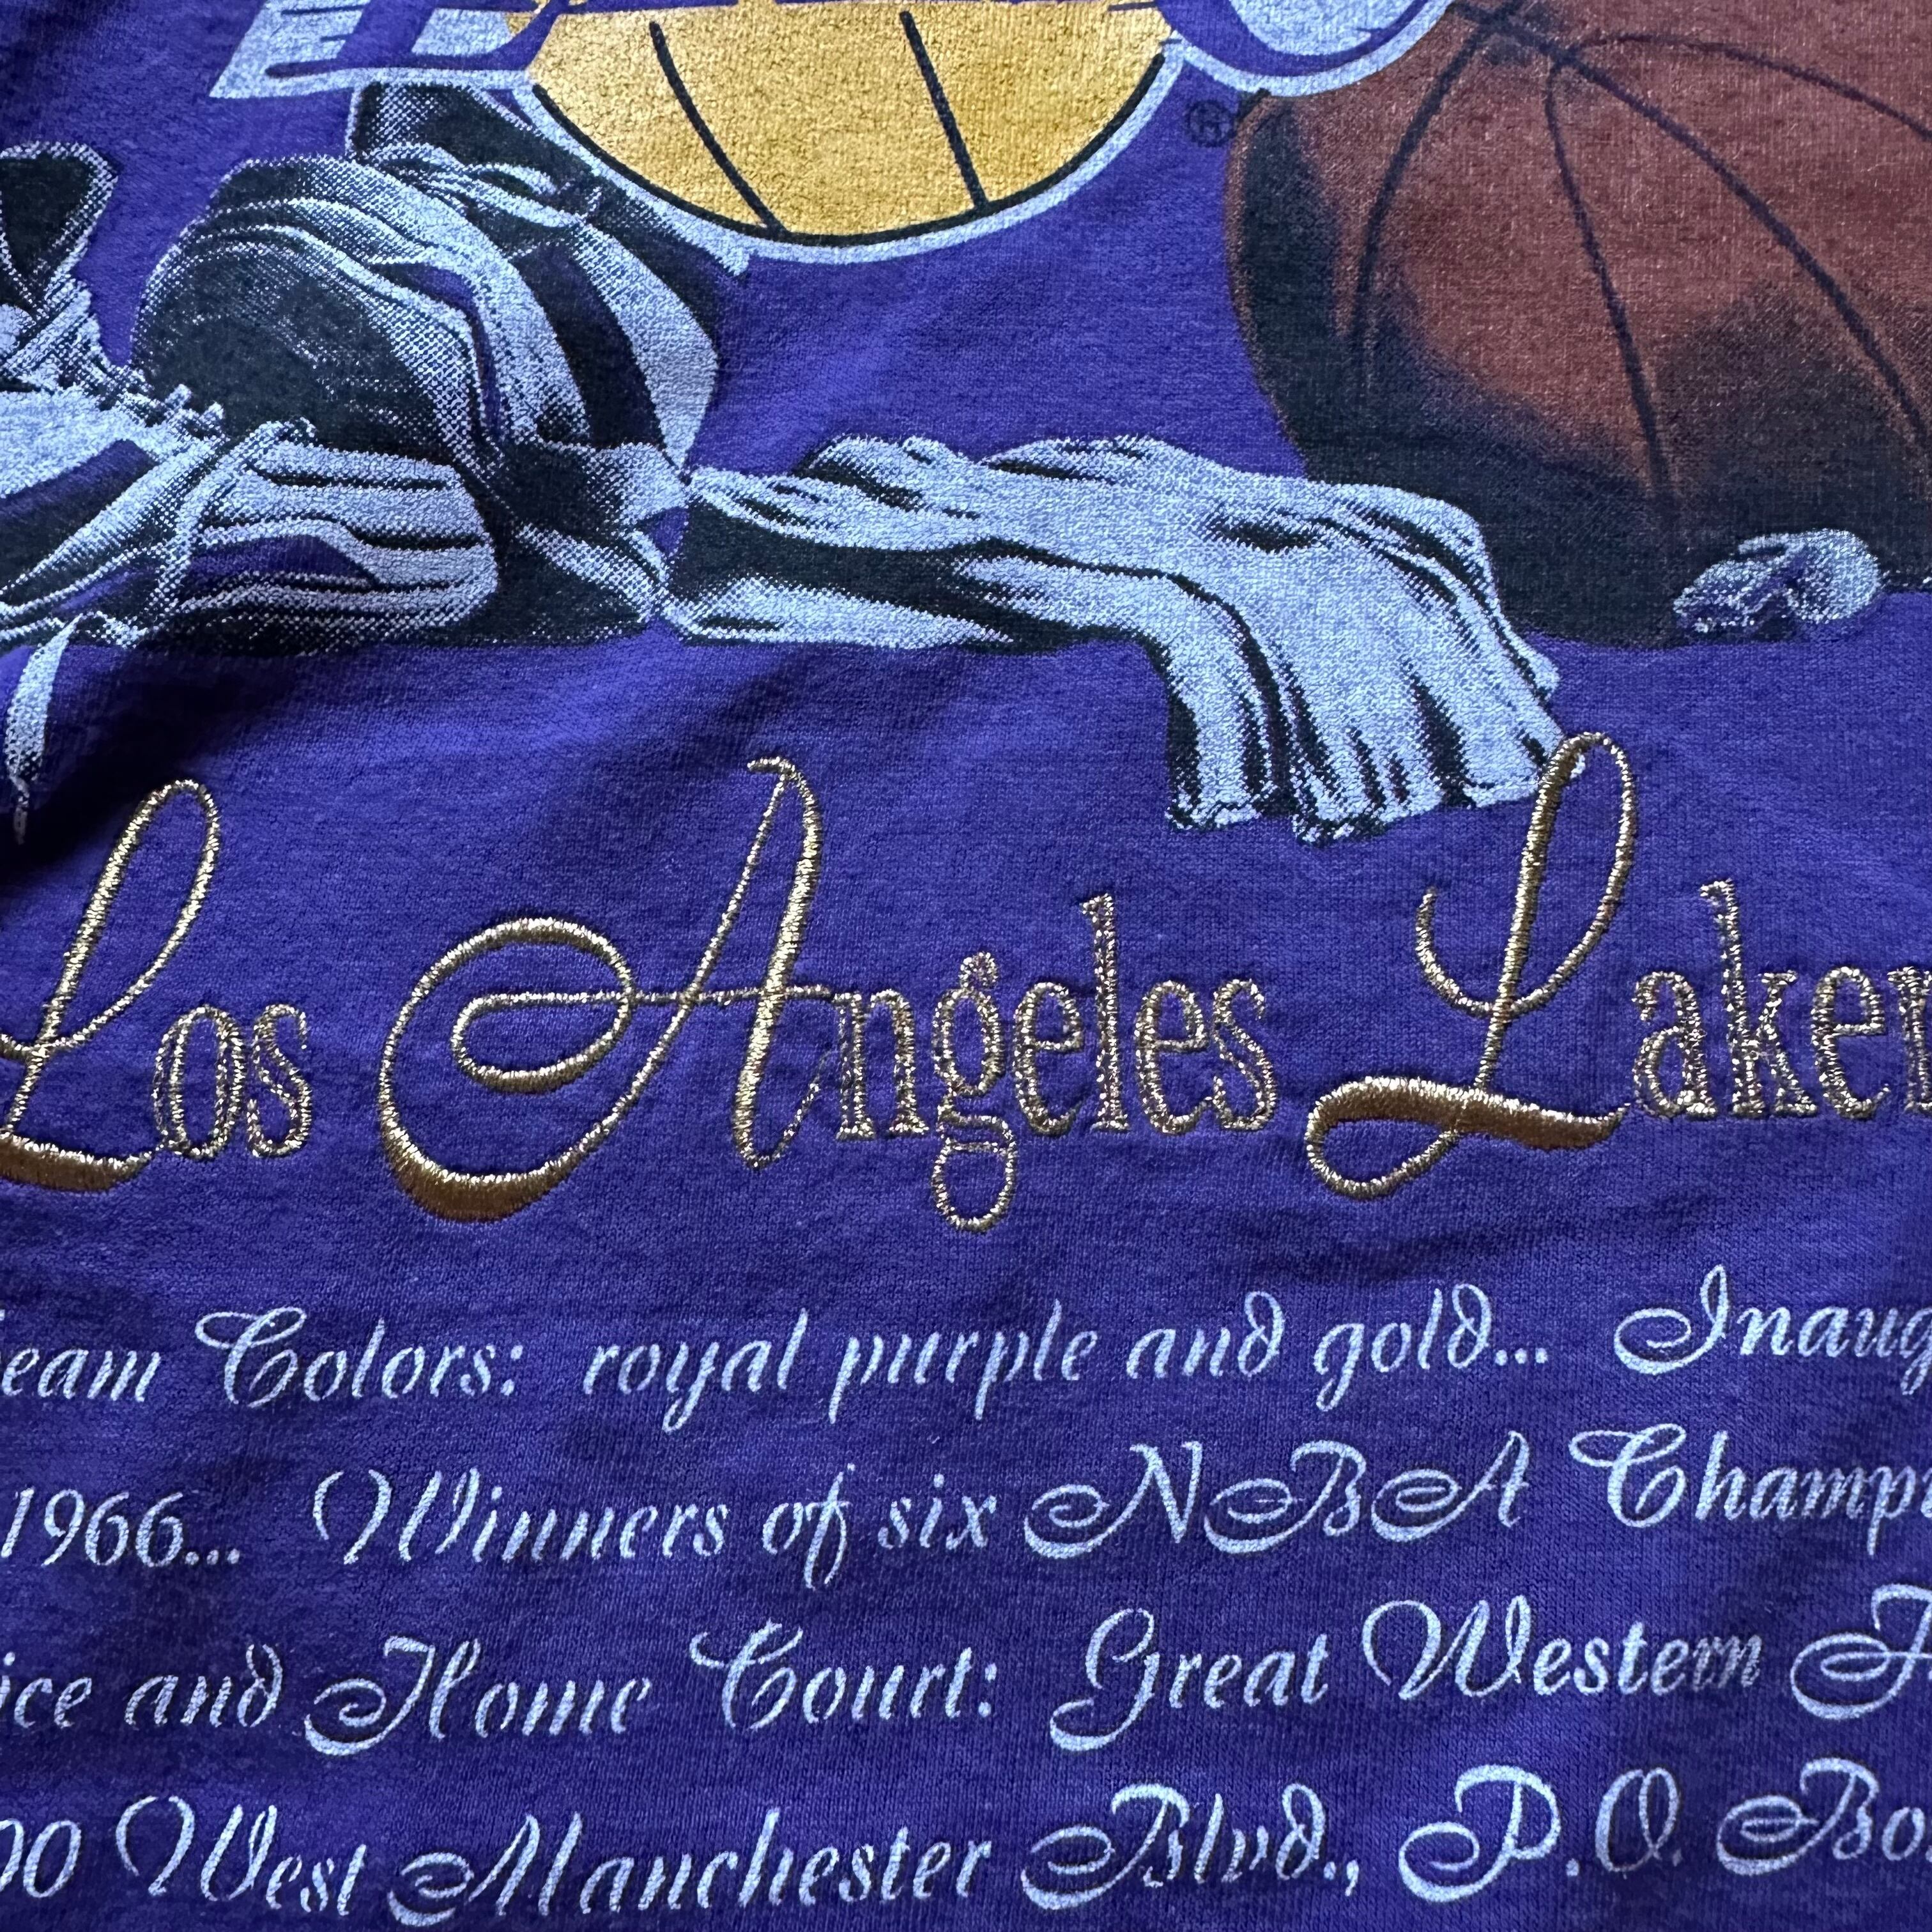 ®
Los Angeles Laker
eam Colors: royal purple and gold... Inaug
1966... Winners of six NBA Champ
ice and Home Court: Great Western F
00 West Manchester Blvd., P.O. Bo